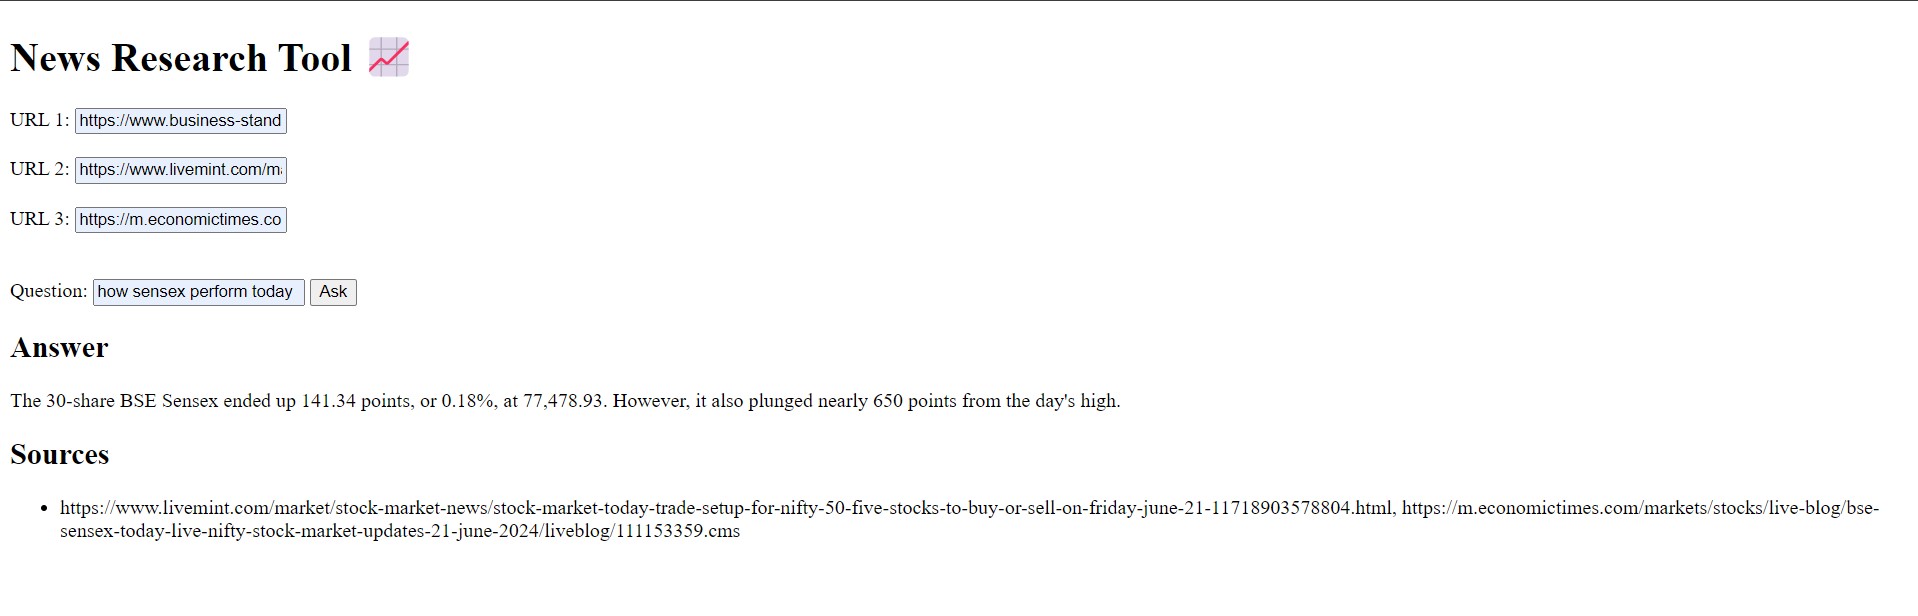 News Research Tool 📈
URL 1: https://www.business-stand
URL 2: https://www.livemint.com/m
URL 3: https://m.economictimes.co
Question: how sensex perform today Ask
Answer
The 30-share BSE Sensex ended up 141.34 points, or 0.18%, at 77,478.93. However, it also plunged nearly 650 points from the day's high.
Sources
• https://www.livemint.com/market/stock-market-news/stock-market-today-trade-setup-for-nifty-50-five-stocks-to-buy-or-sell-on-friday-june-21-11718903578804.html, https://m.economictimes.com/markets/stocks/live-blog/bse-
sensex-today-live-nifty-stock-market-updates-21-june-2024/liveblog/111153359.cms